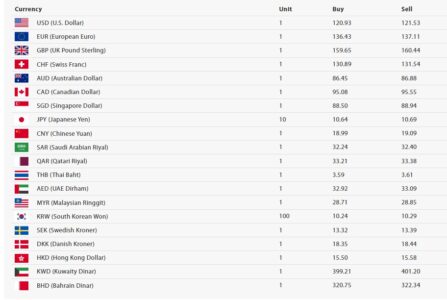 Currency Unit Buy Sell
USD (U.S. Dollar) 1 120.93 121.53
EUR (European Euro) 1 136.43 137.11
GBP (UK Pound Sterling) 1 159.65 160.44
CHF (Swiss Franc) 1 130.89 131.54
AUD (Australian Dollar) 1 86.45 86.88
CAD (Canadian Dollar) 1 95.08 95.55
SGD (Singapore Dollar) 1 88.50 88.94
JPY (Japanese Yen) 10 10.64 10.69
CNY (Chinese Yuan) 1 18.99 19.09
SAR (Saudi Arabian Riyal) 1 32.24 32.40
QAR (Qatari Riyal) 1 33.21 33.38
THB (Thai Baht) 1 3.59 3.61
AED (UAE Dirham) 1 32.92 33.09
MYR (Malaysian Ringgit) 1 28.71 28.85
KRW (South Korean Won) 100 10.24 10.29
SEK (Swedish Kroner) 1 13.32 13.39
DKK (Danish Kroner) 1 18.35 18.44
HKD (Hong Kong Dollar) 1 15.50 15.58
KWD (Kuwaity Dinar) 1 399.21 401.20
BHD (Bahrain Dinar) 1 320.75 322.34